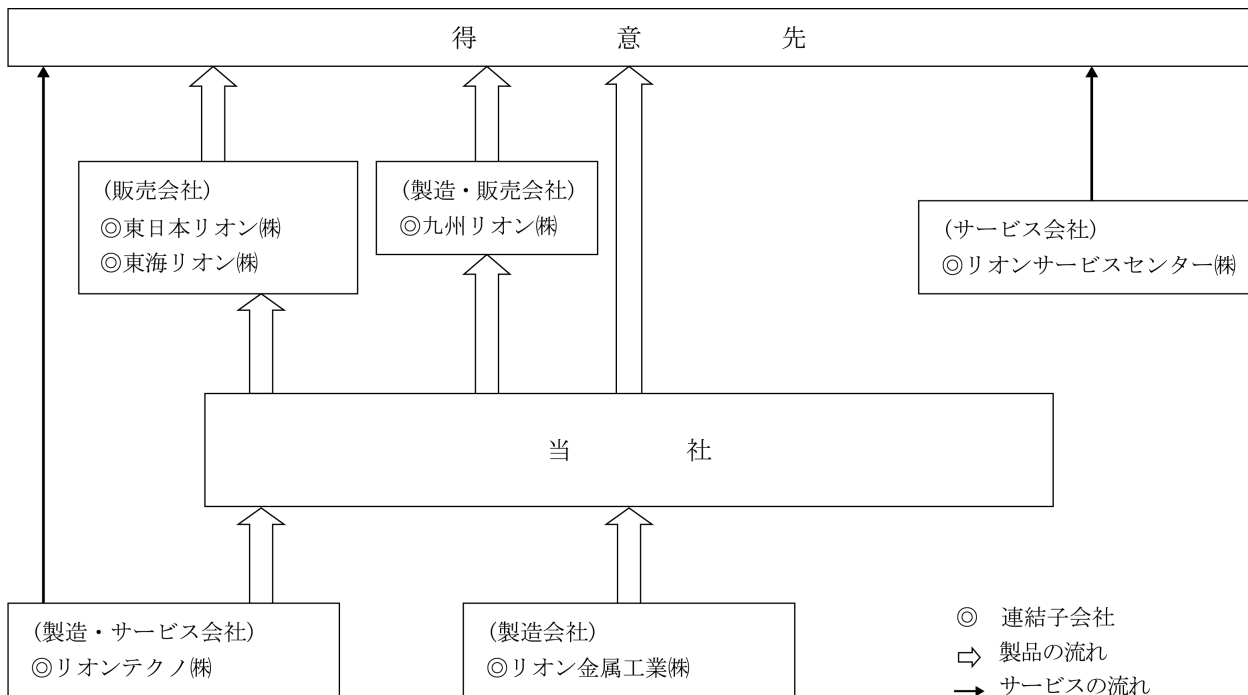 得意先
(販売会社)
◎東日本リオン㈱
◎東海リオン㈱
(製造・販売会社)
◎九州リオン㈱
(サービス会社)
◎リオンサービスセンター㈱
当社
(製造・サービス会社)
◎リオンテクノ㈱
(製造会社)
◎リオン金属工業㈱
◎ 連結子会社
⇨ 製品の流れ
→ サービスの流れ